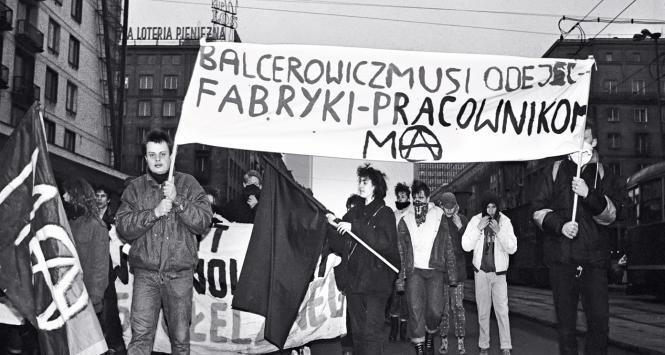 LOTERIA PIENIĘŻNA
BALCEROWICZ MUSI ODEJŚĆ-
FABRYKI-PRACOWNIKOM
MA